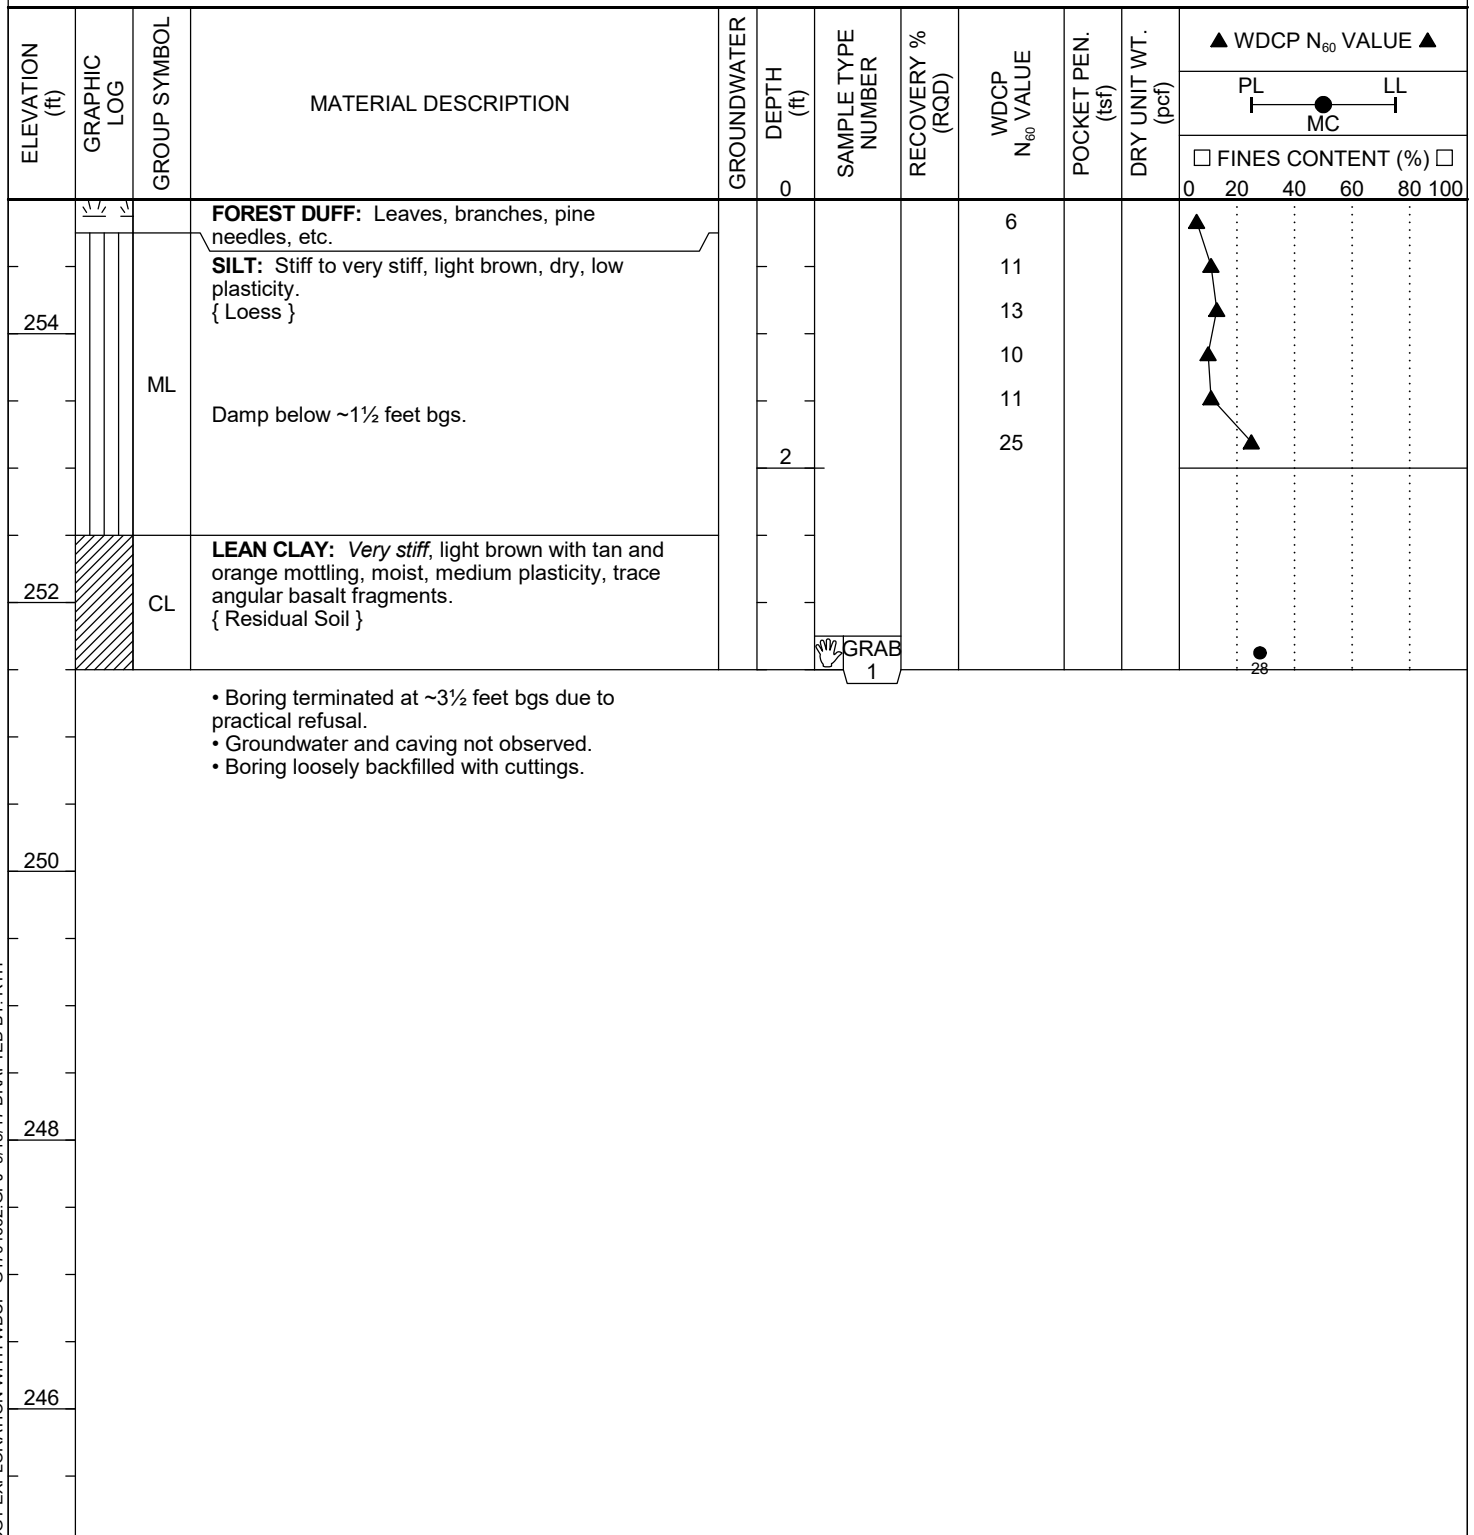 ELEVATION
(ft)
GRAPHIC
LOG
GROUP SYMBOL
MATERIAL DESCRIPTION
GROUNDWATER
DEPTH
(ft)
0
SAMPLE TYPE
NUMBER
RECOVERY %
(RQD)
WDCP
N60 VALUE
POCKET PEN.
(tsf)
DRY UNIT WT.
(pcf)
▲ WDCP N60 VALUE ▲
PL LL
MC
□ FINES CONTENT (%) □
0 20 40 60 80 100
FOREST DUFF: Leaves, branches, pine
needles, etc.
6
SILT: Stiff to very stiff, light brown, dry, low
plasticity.
{ Loess }
11
13
254
10
ML
11
Damp below ~1½ feet bgs.
25
2
LEAN CLAY: Very stiff, light brown with tan and
orange mottling, moist, medium plasticity, trace
angular basalt fragments.
{ Residual Soil }
252
CL
GRAB
1
28
• Boring terminated at ~3½ feet bgs due to
practical refusal.
• Groundwater and caving not observed.
• Boring loosely backfilled with cuttings.
250
248
246